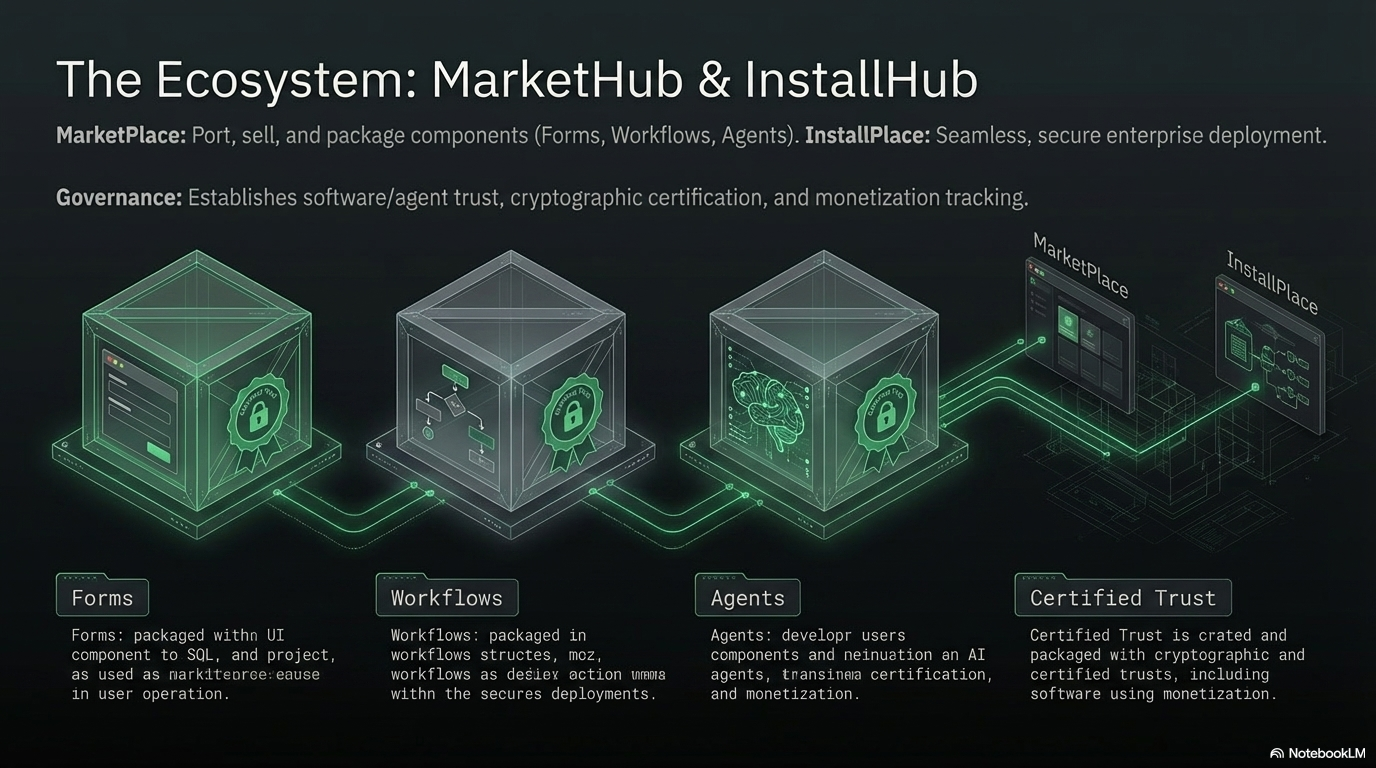 The Ecosystem: MarketHub & InstallHub
MarketPlace: Port, sell, and package components (Forms, Workflows, Agents). InstallPlace: Seamless, secure enterprise deployment.
Governance: Establishes software/agent trust, cryptographic certification, and monetization tracking.
MarketPlace
InstallPlace
Forms
Forms: packaged withn UI
component to SQL, and project,
as used as
in user operation.
Workflows
Workflows: packaged in
workflows structes, moz,
workflows as action
withn the secures deployments.
Agents
Agents: developr users
components and neinuation an AI
agents, certification,
and monetization.
Certified Trust
Certified Trust is crated and
packaged with cryptographic and
certified trusts, including
software using monetization.
NotebookLM